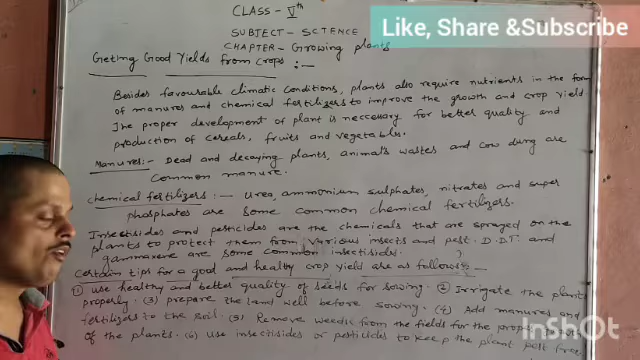 CLASS - Vth
Like, Share &Subscribe
SUBJECT - SCIENCE
CHAPTER - Growing plants
Geting Good Yields from crops :-
Besides favourable climatic conditions, plants also require nutrients in the form
of manures and chemical fertilizers to improve the growth and crop yield
The proper development of plant is neccesary for better quality and
production of cereals, fruits and vegetables.
Manures:- Dead and decaying plants, animal's wastes and cow dung are
Common manure.
chemical fertilizers :- Urea, ammonium sulphates, nitrates and super
phosphates are some common chemical fertilizers.
Insectisides and pesticides are the chemicals that are sprayed on the
plants to protect them from various insects and pest. D.D.T. and
gammaxene are some common insectisides.
Certain tips for a good and healthy crop yield are as follows:-
(1) Use healthy and better quality of seeds for sowing. (2) Irrigate the plants
properly. (3) prepare the land well before sowing. (4) Add manures and
fertilizers to the soil. (5) Remove weeds from the fields for the proper
of the plants. (6) Use insectisides or pesticides to keep the plant pest free
InShOt